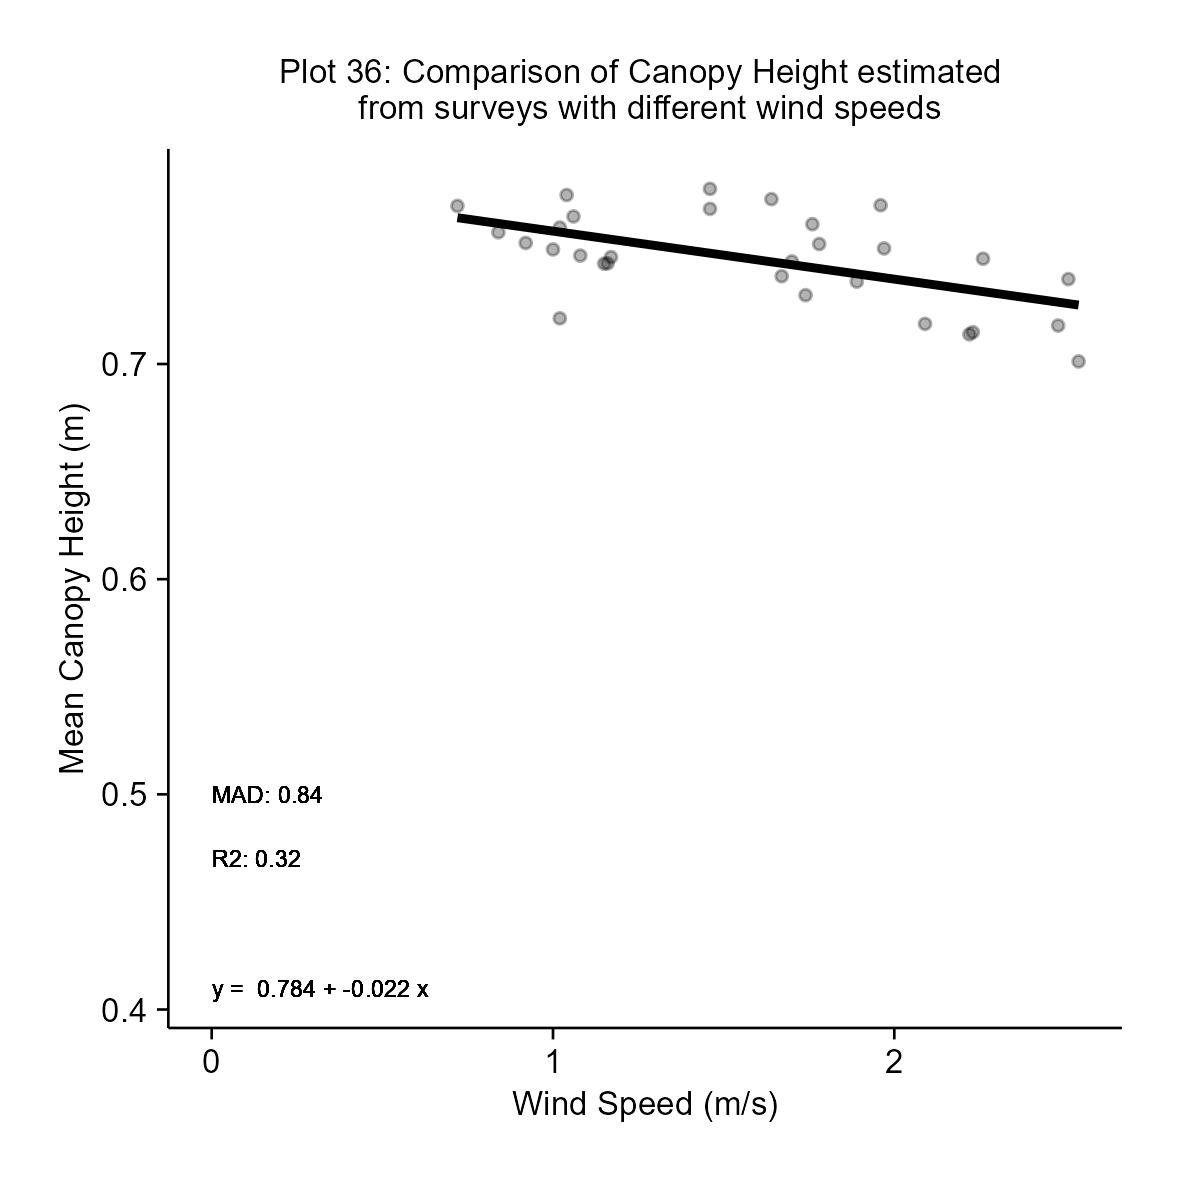 Plot 36: Comparison of Canopy Height estimated
from surveys with different wind speeds
Mean Canopy Height (m)
0.7
0.6
0.5
0.4
MAD: 0.84
R2: 0.32
y =  0.784 + -0.022 x
0
1
2
Wind Speed (m/s)